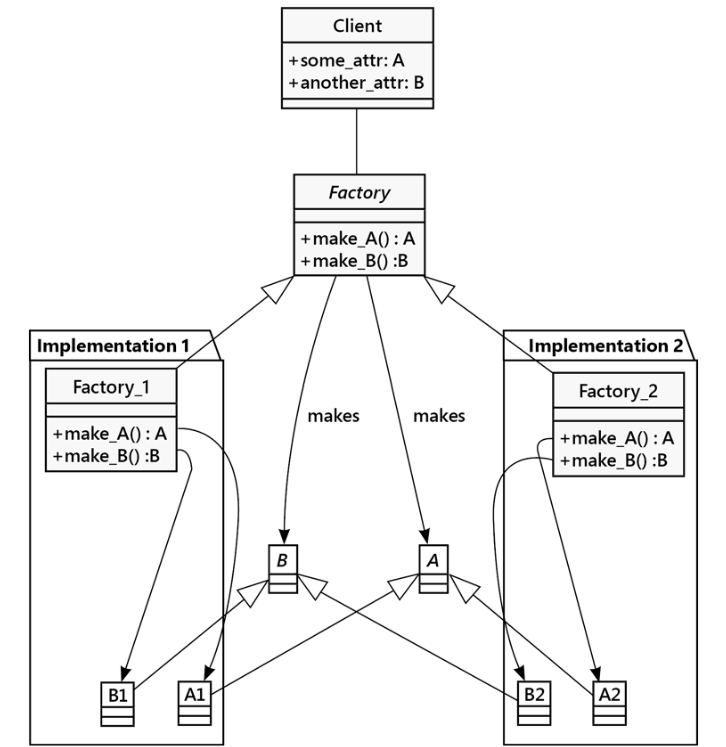 Client
+some_attr: A
+another_attr: B
Factory
+make_A() : A
+make_B() :B
Implementation 1
Implementation 2
Factory_1
+make_A() : A
+make_B() :B
Factory_2
+make_A() : A
+make_B() :B
makes
makes
B
A
B1
A1
B2
A2